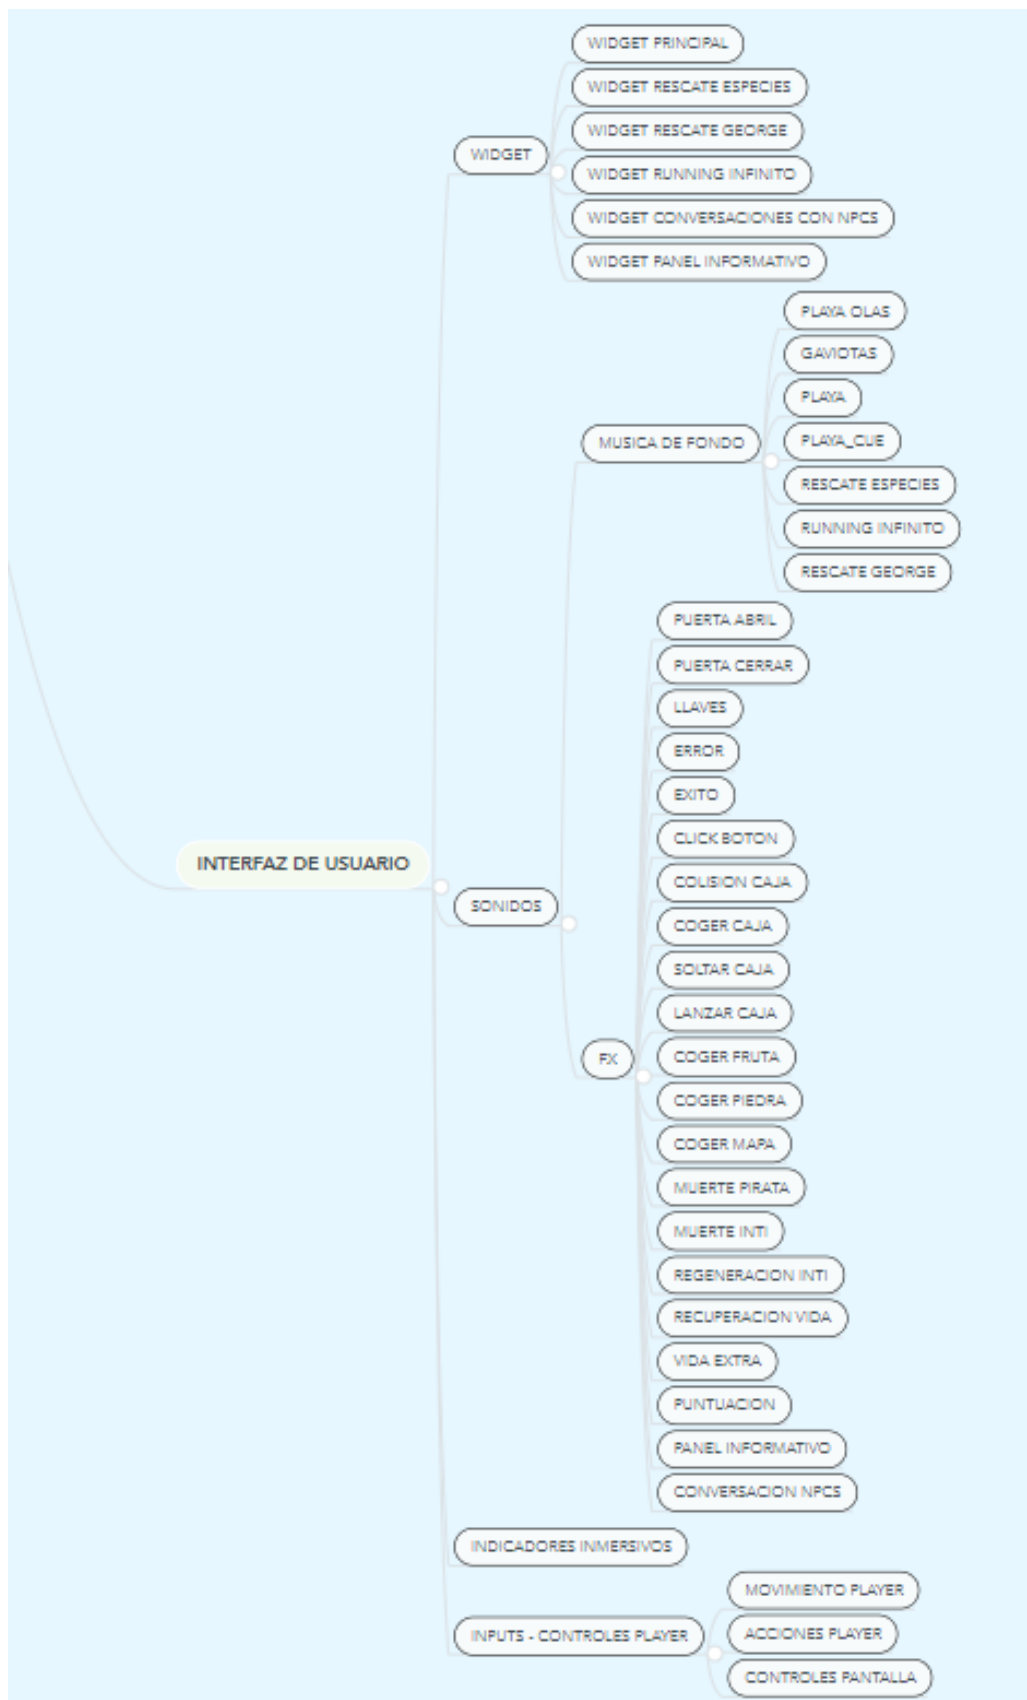 WIDGET PRINCIPAL
WIDGET RESCATE ESPECIES
WIDGET RESCATE GEORGE
WIDGET
WIDGET RUNNING INFINITO
WIDGET CONVERSACIONES CON NPCS
WIDGET PANEL INFORMATIVO
PLAYA OLAS
GAVIOTAS
PLAYA
MUSICA DE FONDO
PLAYA_CUE
RESCATE ESPECIES
RUNNING INFINITO
RESCATE GEORGE
PUERTA ABRIL
PUERTA CERRAR
LLAVES
ERROR
EXITO
CLICK BOTON
INTERFAZ DE USUARIO
COLISION CAJA
SONIDOS
COGER CAJA
SOLTAR CAJA
LANZAR CAJA
FX
COGER FRUTA
COGER PIEDRA
COGER MAPA
MUERTE PIRATA
MUERTE INTI
REGENERACION INTI
RECUPERACION VIDA
VIDA EXTRA
PUNTUACION
PANEL INFORMATIVO
CONVERSACION NPCS
INDICADORES INMERSIVOS
MOVIMIENTO PLAYER
INPUTS - CONTROLES PLAYER
ACCIONES PLAYER
CONTROLES PANTALLA